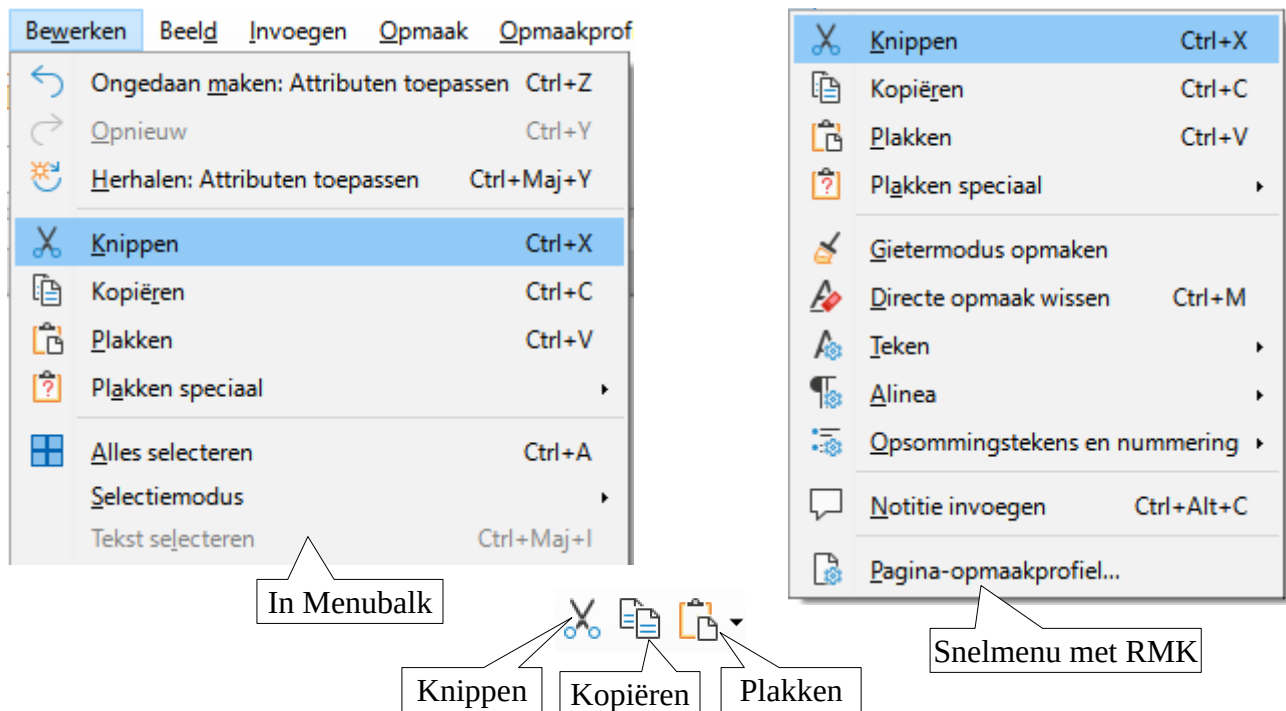 Bewerken Beeld Invoegen Opmaak Opmaakprof
Ongedaan maken: Attributen toepassen Ctrl+Z
Opnieuw Ctrl+Y
Herhalen: Attributen toepassen Ctrl+Maj+Y
Knippen Ctrl+X
Kopiëren Ctrl+C
Plakken Ctrl+V
Plakken speciaal
Alles selecteren Ctrl+A
Selectiemodus
Tekst selecteren Ctrl+Maj+I
In Menubalk
Knippen Ctrl+X
Kopiëren Ctrl+C
Plakken Ctrl+V
Plakken speciaal
Gietermodus opmaken
Directe opmaak wissen Ctrl+M
Teken
Alinea
Opsommingstekens en nummering
Notitie invoegen Ctrl+Alt+C
Pagina-opmaakprofiel...
Snelmenu met RMK
Knippen
Kopiëren
Plakken